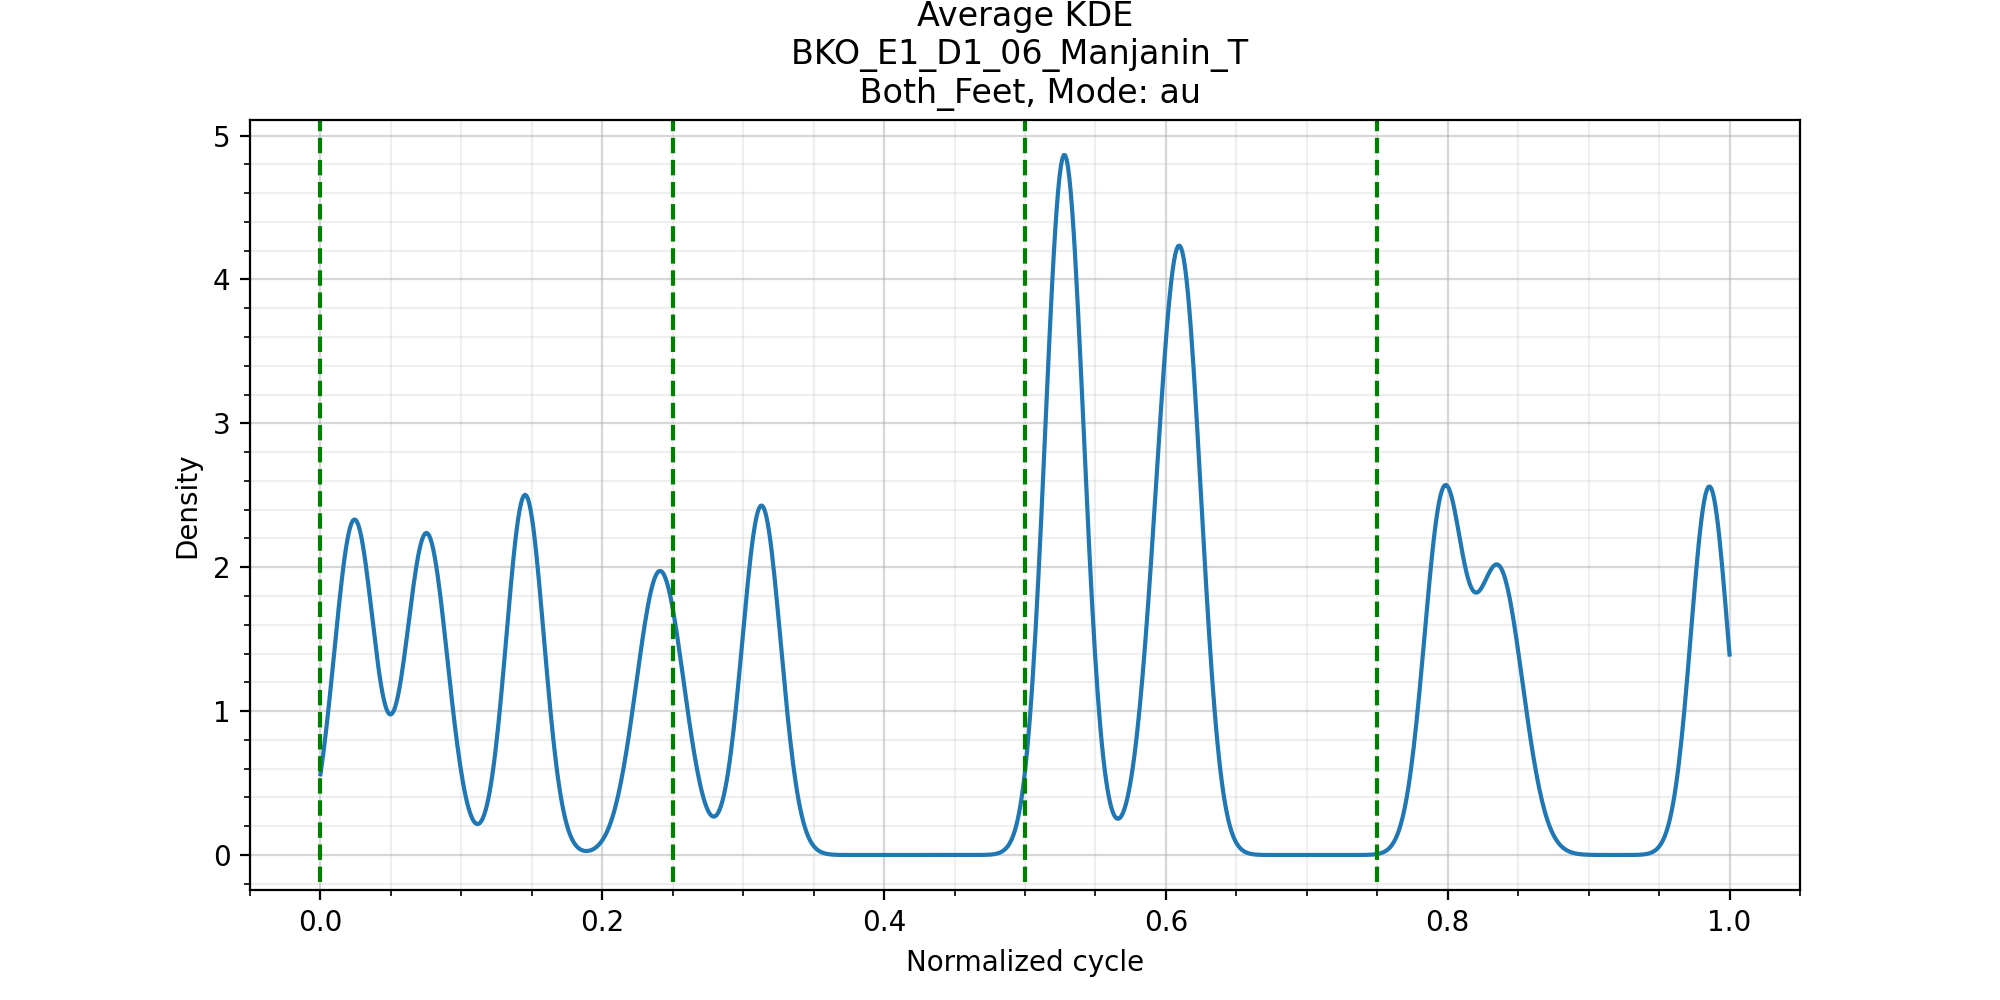 Average KDE
BKO_E1_D1_06_Manjanin_T
Both_Feet, Mode: au
5
4
3
2
1
0
Density
0.0 0.2 0.4 0.6 0.8 1.0
Normalized cycle